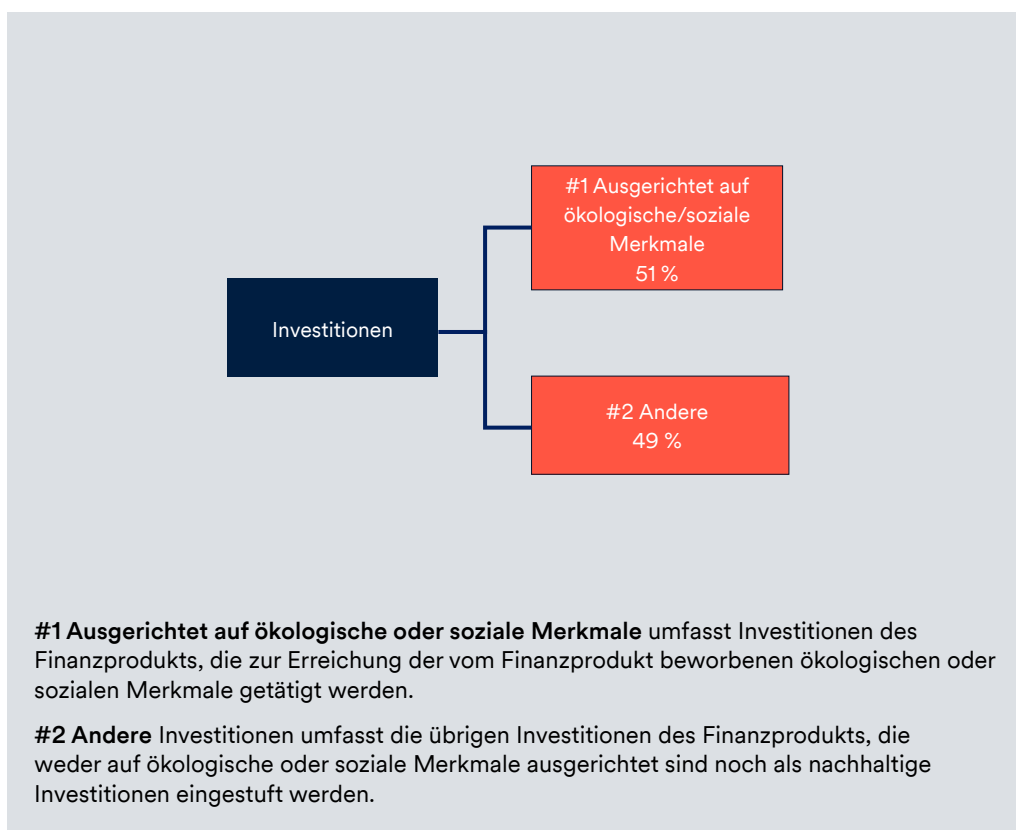 #1 Ausgerichtet auf
ökologische/soziale
Merkmale
51 %
Investitionen
#2 Andere
49 %
#1 Ausgerichtet auf ökologische oder soziale Merkmale umfasst Investitionen des
Finanzprodukts, die zur Erreichung der vom Finanzprodukt beworbenen ökologischen oder
sozialen Merkmale getätigt werden.
#2 Andere Investitionen umfasst die übrigen Investitionen des Finanzprodukts, die
weder auf ökologische oder soziale Merkmale ausgerichtet sind noch als nachhaltige
Investitionen eingestuft werden.